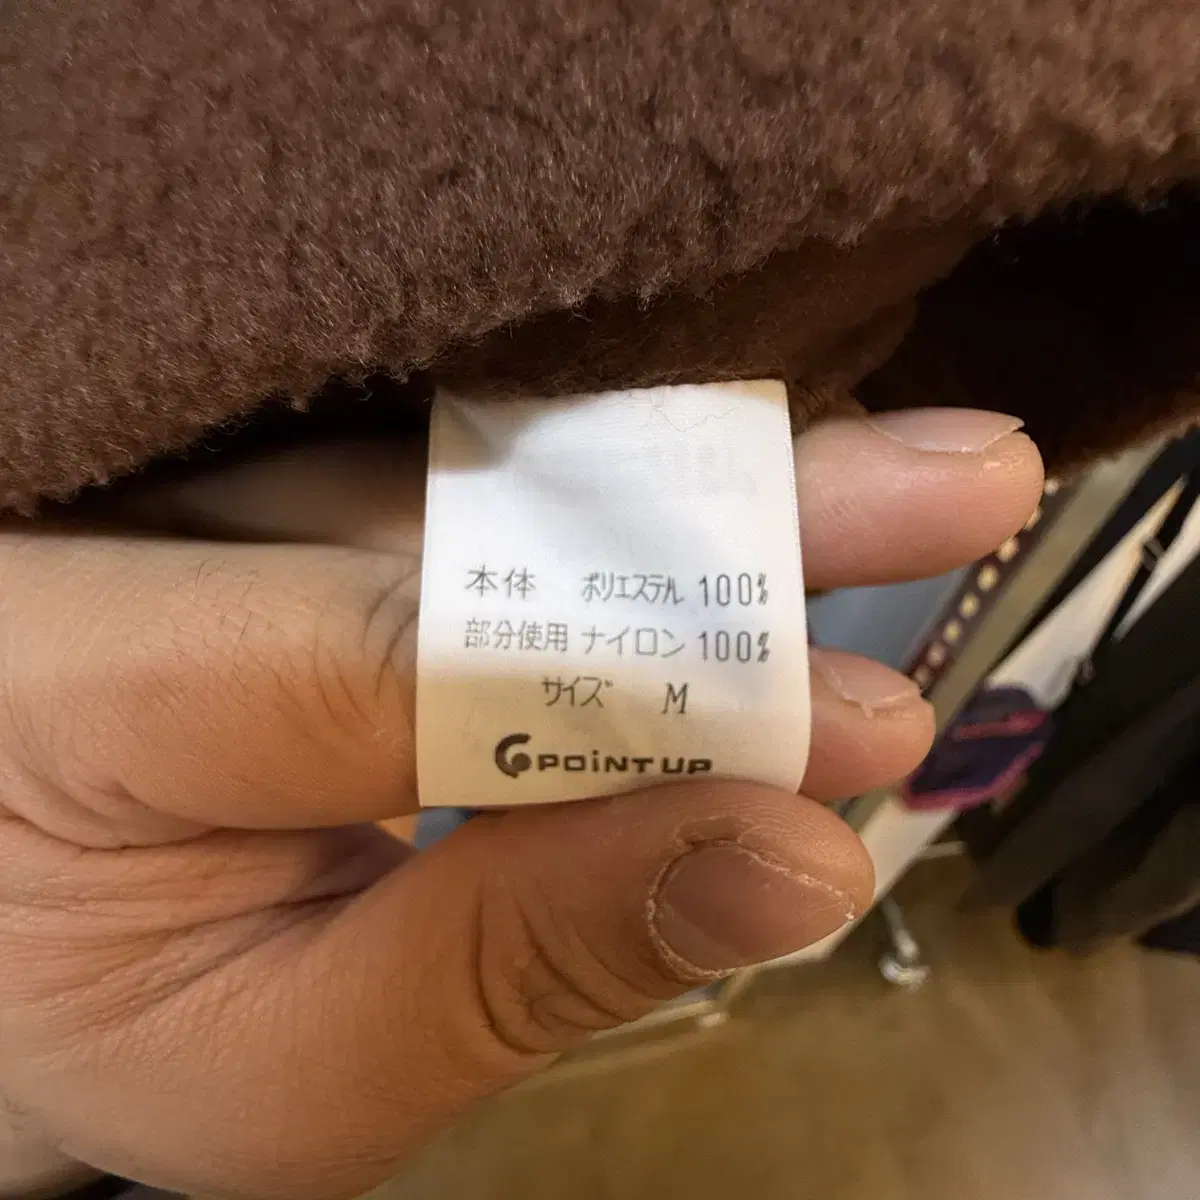 本体 ポリエステル 100%
部分使用 ナイロン 100%
サイズ M
POiNT UP